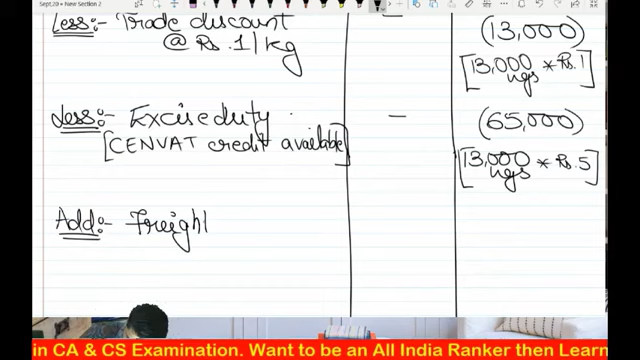 Sept.20
New Section 2
Less:- Trade discount — (13,000)
@ Rs.1/kg [13,000 kgs * Rs.1]
Less:- Excise duty — (65,000)
[CENVAT credit available] [13,000 kgs * Rs.5]
Add:- Freigh
in CA & CS Examination. Want to be an All India Ranker then Learn